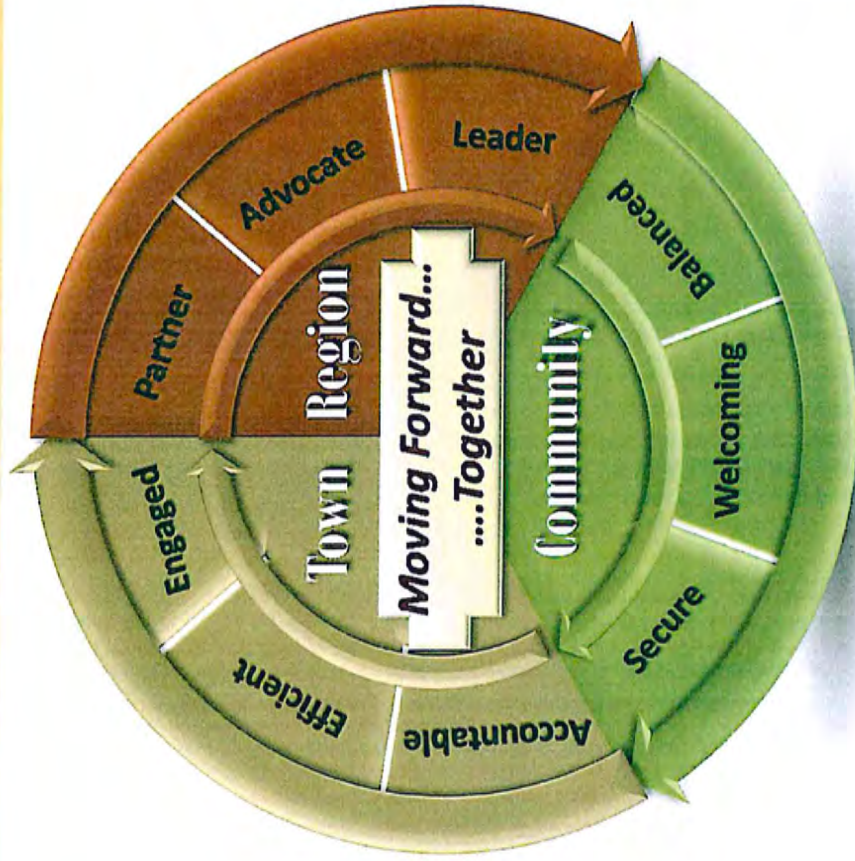 Town
Region
Moving Forward...
....Together
Community
Engaged
Efficient
Accountable
Partner
Advocate
Leader
Balanced
Welcoming
Secure